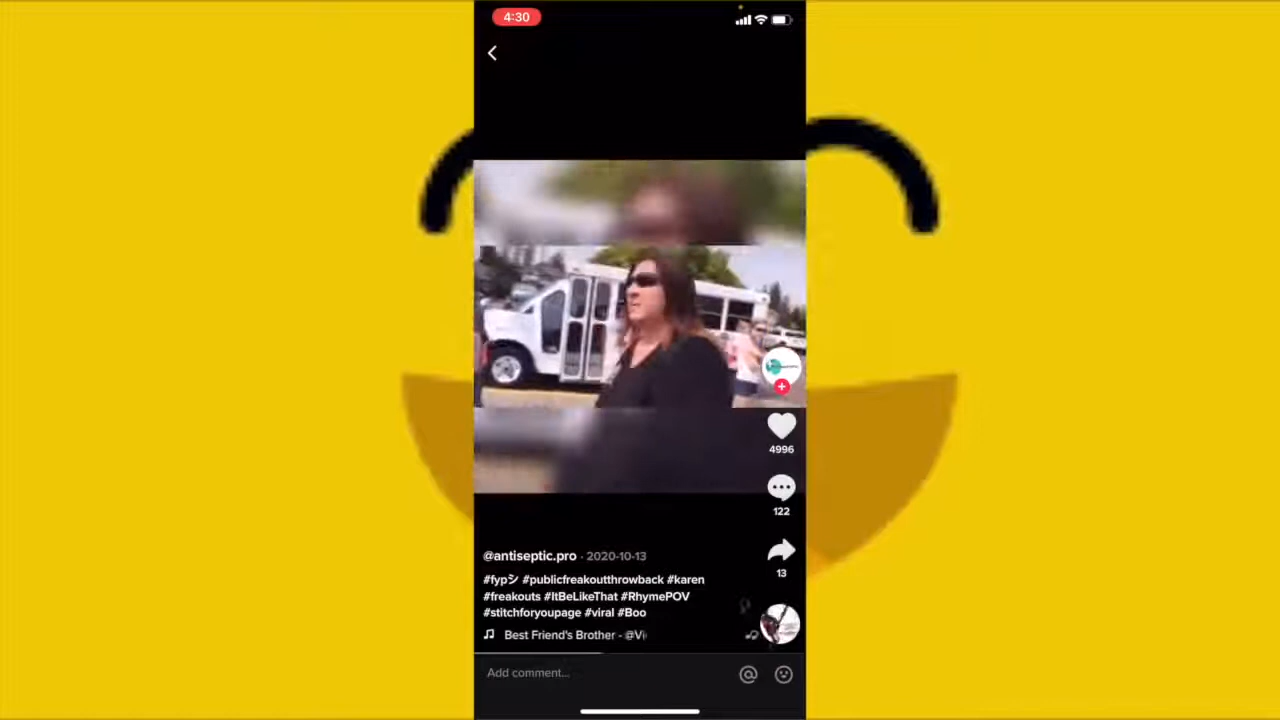 4:30
4996
122
13
@antiseptic.pro · 2020-10-13
#fypシ #publicfreakoutthrowback #karen
#freakouts #ItBeLikeThat #RhymePOV
#stitchforyoupage #viral #Boo
Best Friend's Brother - @Vi
Add comment...